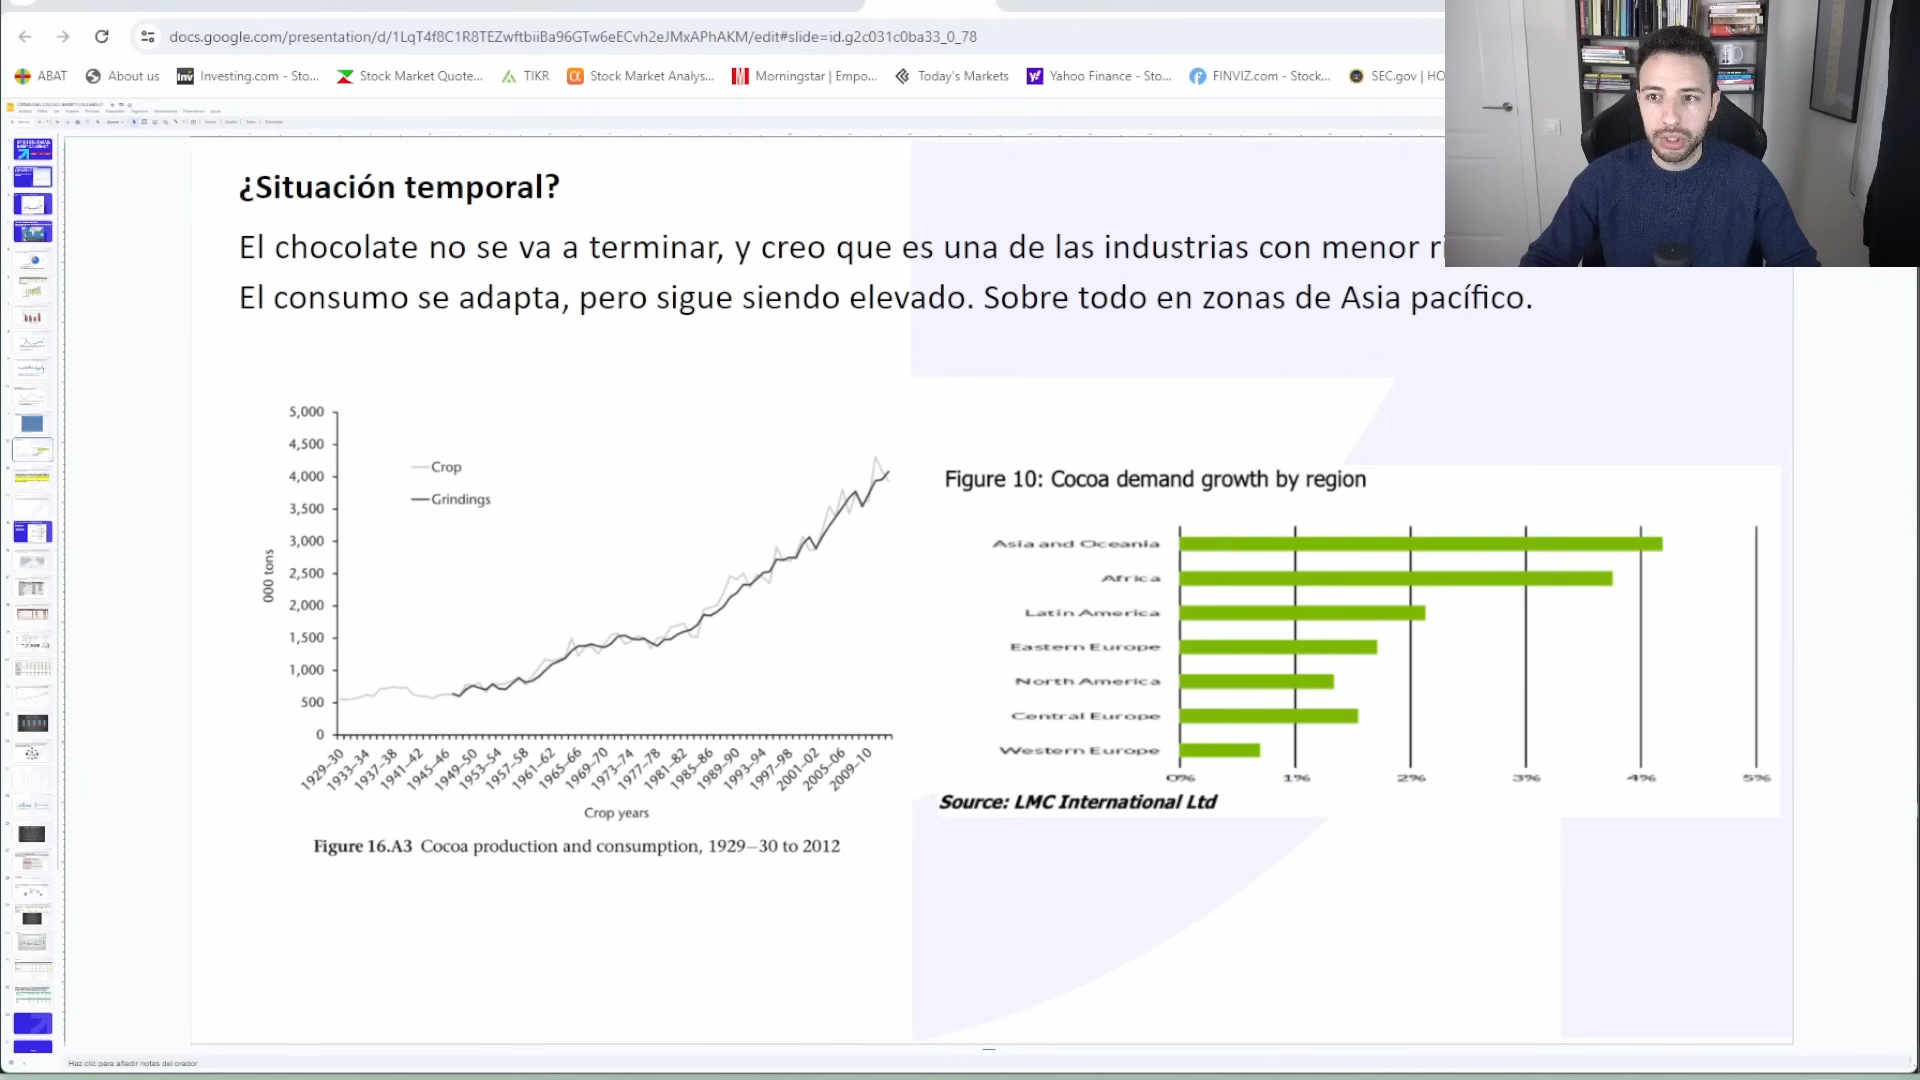 docs.google.com/presentation/d/1LqT4f8C1R8TEZwftbiiBa96GTw6eECvh2eJMxAPhAKM/edit#slide=id.g2c031c0ba33_0_78
ABAT About us Investing.com - Sto... Stock Market Quote... TIKR Stock Market Analys... Morningstar | Empo... Today's Markets Yahoo Finance - Sto... FINVIZ.com - Stock... SEC.gov | HO
¿Situación temporal?
El chocolate no se va a terminar, y creo que es una de las industrias con menor
El consumo se adapta, pero sigue siendo elevado. Sobre todo en zonas de Asia pacífico.
5,000
4,500
4,000
3,500
3,000
2,500
2,000
1,500
1,000
500
0
000 tons
Crop
Grindings
1929–30 1933–34 1937–38 1941–42 1945–46 1949–50 1953–54 1957–58 1961–62 1965–66 1969–70 1973–74 1977–78 1981–82 1985–86 1989–90 1993–94 1997–98 2001–02 2005–06 2009–10
Crop years
Figure 16.A3 Cocoa production and consumption, 1929–30 to 2012
Figure 10: Cocoa demand growth by region
Asia and Oceania
Africa
Latin America
Eastern Europe
North America
Central Europe
Western Europe
0% 1% 2% 3% 4% 5%
Source: LMC International Ltd
Haz clic para añadir notas del orador